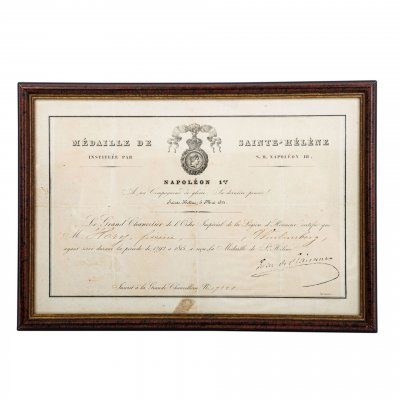 MÉDAILLE DE SAINTE-HÉLÈNE
INSTITUÉE PAR S. M. NAPOLÉON III.
NAPOLÉON 1er
A ses Compagnons de gloire, Sa dernière pensée!
Sainte Hélène, 5 Mai 1821
Le Grand Chancelier de l'Ordre Impérial de la Légion d'Honneur certifie que
M
ayant servi durant la période de 1792 à 1815, a reçu la Médaille de Ste Hélène.
Inscrit à la Grande Chancellerie, No